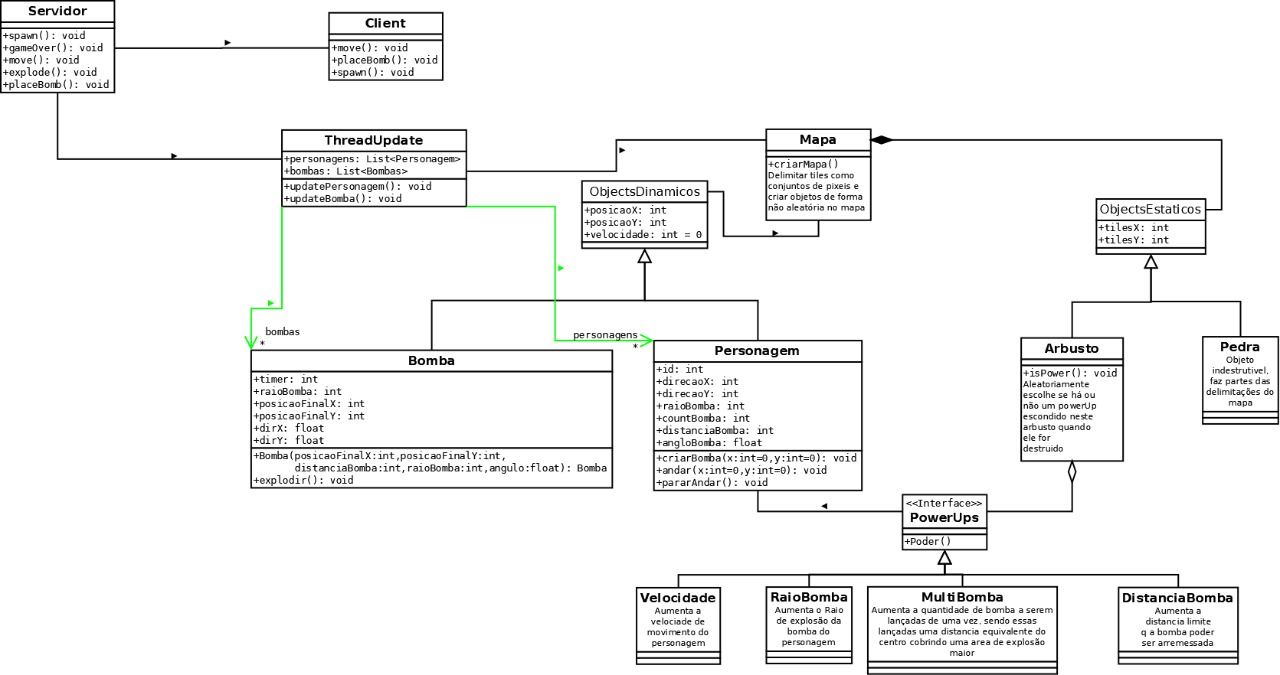 Servidor
+spawn(): void
+gameOver(): void
+move(): void
+explode(): void
+placeBomb(): void
Client
+move(): void
+placeBomb(): void
+spawn(): void
ThreadUpdate
+personagens: List<Personagem>
+bombas: List<Bombas>
+updatePersonagem(): void
+updateBomba(): void
Mapa
+criarMapa()
Delimitar tiles como
conjuntos de pixeis e
criar objetos de forma
não aleatória no mapa
ObjectsDinamicos
+posicaoX: int
+posicaoY: int
+velocidade: int = 0
ObjectsEstaticos
+tilesX: int
+tilesY: int
bombas
*
personagens
*
Bomba
+timer: int
+raioBomba: int
+posicaoFinalX: int
+posicaoFinalY: int
+dirX: float
+dirY: float
+Bomba(posicaoFinalX:int,posicaoFinalY:int,
distanciaBomba:int,raioBomba:int,angulo:float): Bomba
+explodir(): void
Personagem
+id: int
+direcaoX: int
+direcaoY: int
+raioBomba: int
+countBomba: int
+distanciaBomba: int
+angloBomba: float
+criarBomba(x:int=0,y:int=0): void
+andar(x:int=0,y:int=0): void
+pararAndar(): void
Arbusto
+isPower(): void
Aleatoriamente
escolhe se há ou
não um powerUp
escondido neste
arbusto quando
ele for
destruido
Pedra
Objeto
indestrutivel,
faz partes das
delimitações do
mapa
<<Interface>>
PowerUps
+Poder()
Velocidade
Aumenta a
velociade de
movimento do
personagem
RaioBomba
Aumenta o Raio
de explosão da
bomba do
personagem
MultiBomba
Aumenta a quantidade de bomba a serem
lançadas de uma vez, sendo essas
lançadas uma distancia equivalente do
centro cobrindo uma area de explosão
maior
DistanciaBomba
Aumenta a
distancia limite
q a bomba poder
ser arremessada